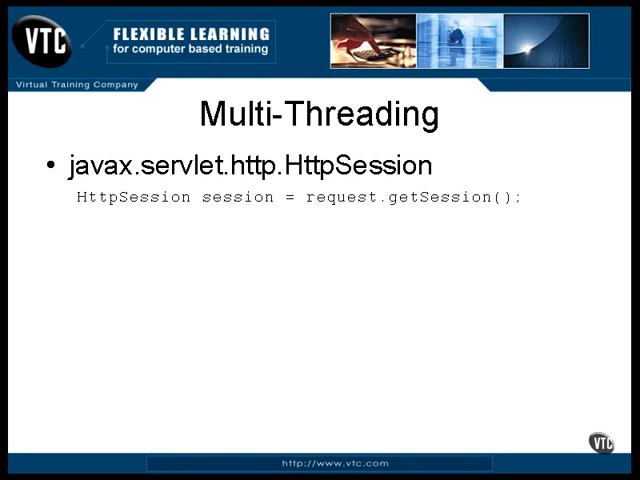 VTC
FLEXIBLE LEARNING
for computer based training
Virtual Training Company
Multi-Threading
• javax.servlet.http.HttpSession
HttpSession session = request.getSession();
VTC
http://www.vtc.com